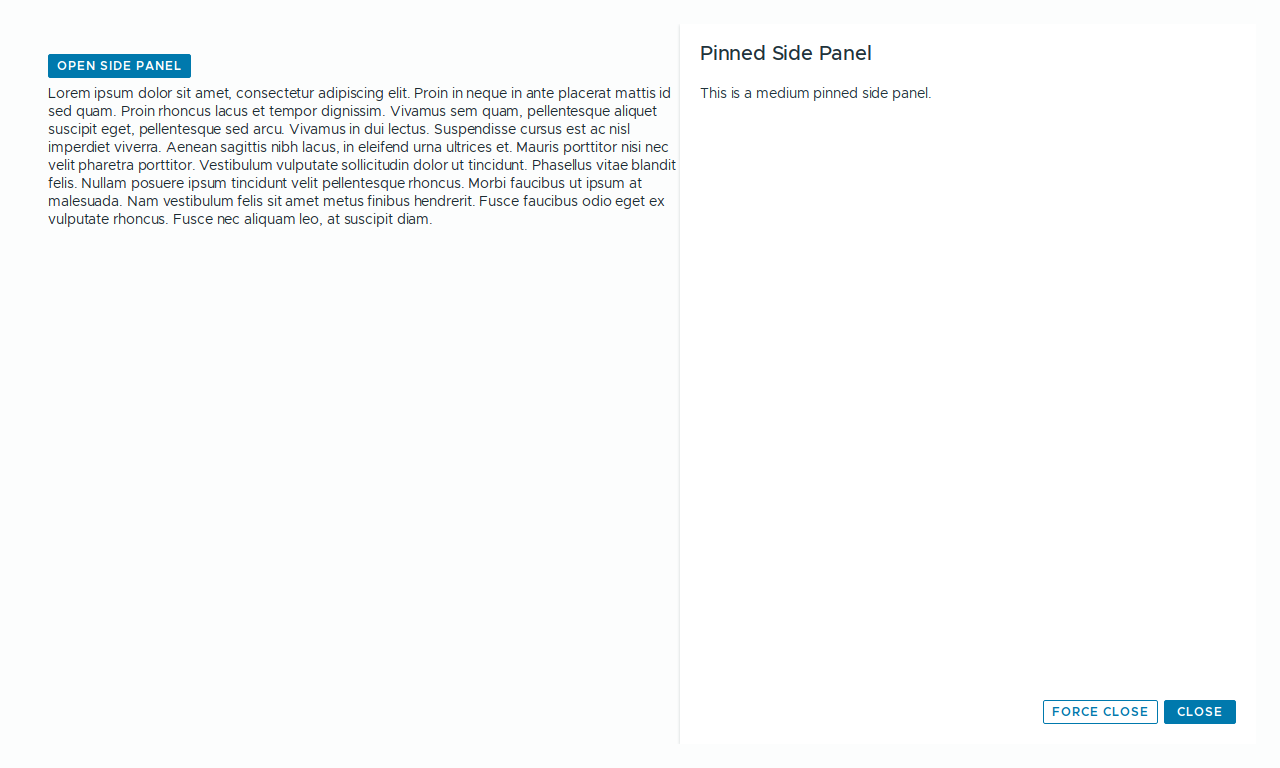 OPEN SIDE PANEL
Lorem ipsum dolor sit amet, consectetur adipiscing elit. Proin in neque in ante placerat mattis id
sed quam. Proin rhoncus lacus et tempor dignissim. Vivamus sem quam, pellentesque aliquet
suscipit eget, pellentesque sed arcu. Vivamus in dui lectus. Suspendisse cursus est ac nisl
imperdiet viverra. Aenean sagittis nibh lacus, in eleifend urna ultrices et. Mauris porttitor nisi nec
velit pharetra porttitor. Vestibulum vulputate sollicitudin dolor ut tincidunt. Phasellus vitae blandit
felis. Nullam posuere ipsum tincidunt velit pellentesque rhoncus. Morbi faucibus ut ipsum at
malesuada. Nam vestibulum felis sit amet metus finibus hendrerit. Fusce faucibus odio eget ex
vulputate rhoncus. Fusce nec aliquam leo, at suscipit diam.
Pinned Side Panel
This is a medium pinned side panel.
FORCE CLOSE
CLOSE